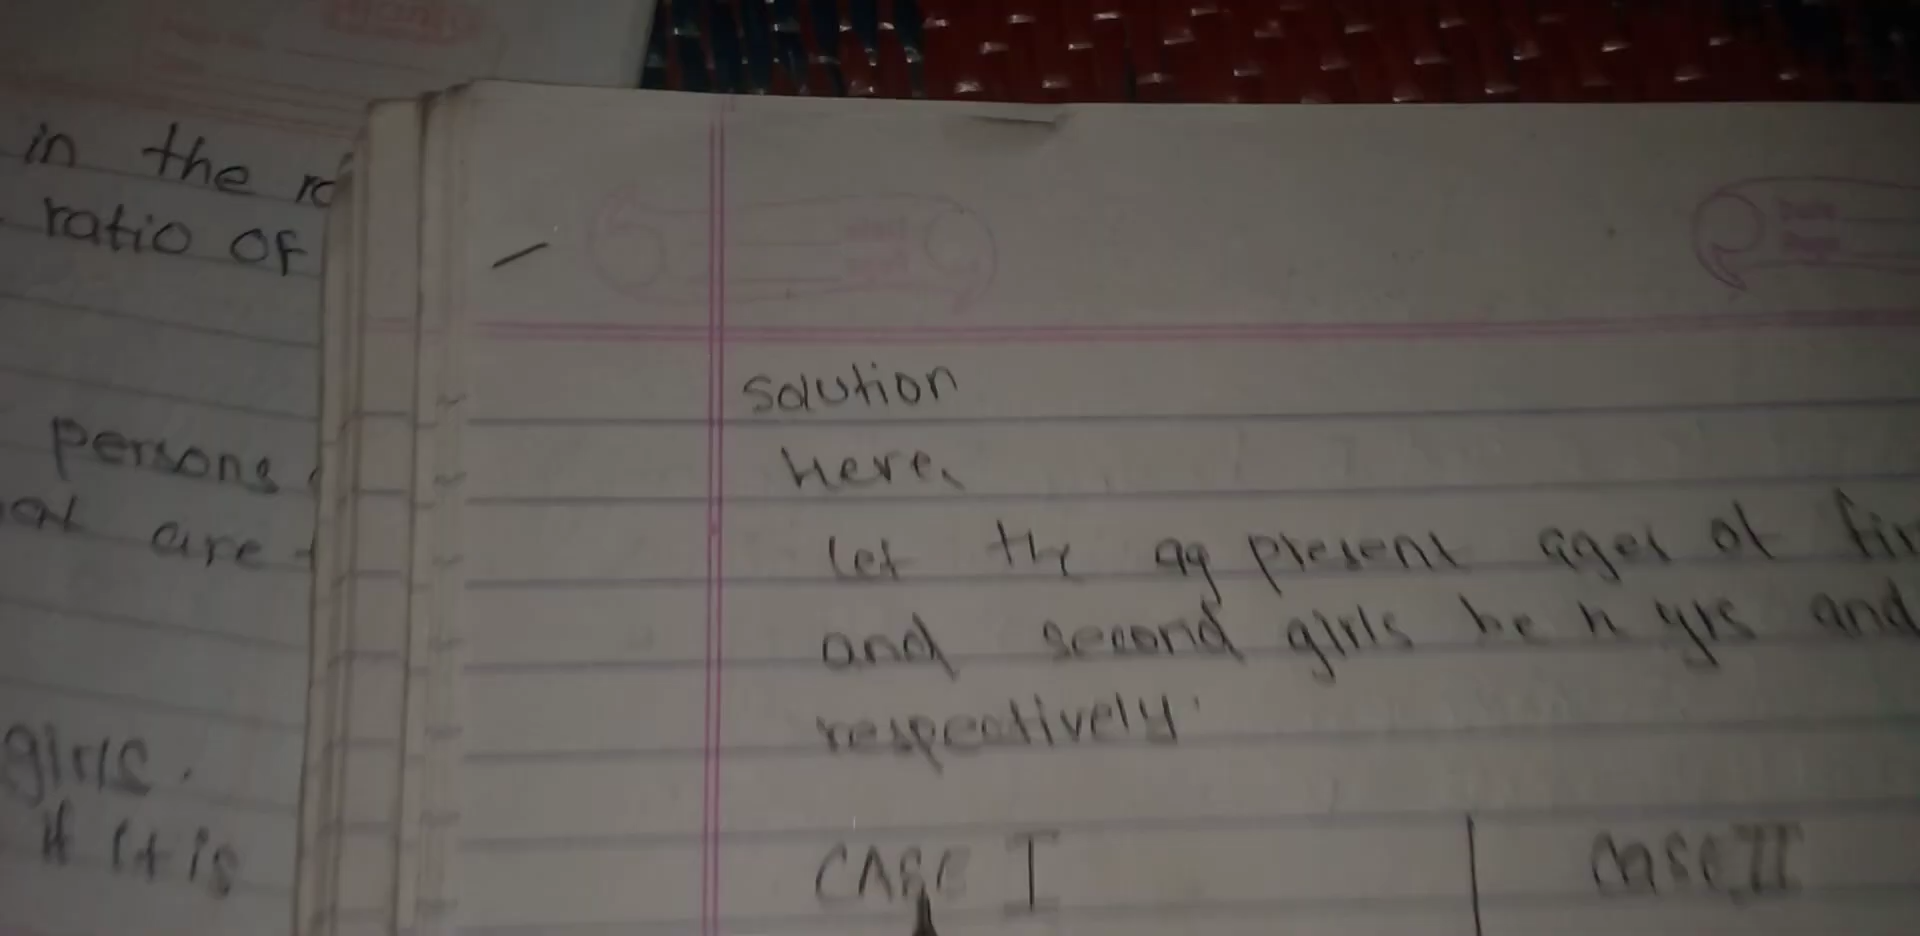 in the
ratio of
persons
are
girls.
if it is
solution
here,
let the ag present ages of
and second girls be n yrs and
respectively.
CASE I
CASE II